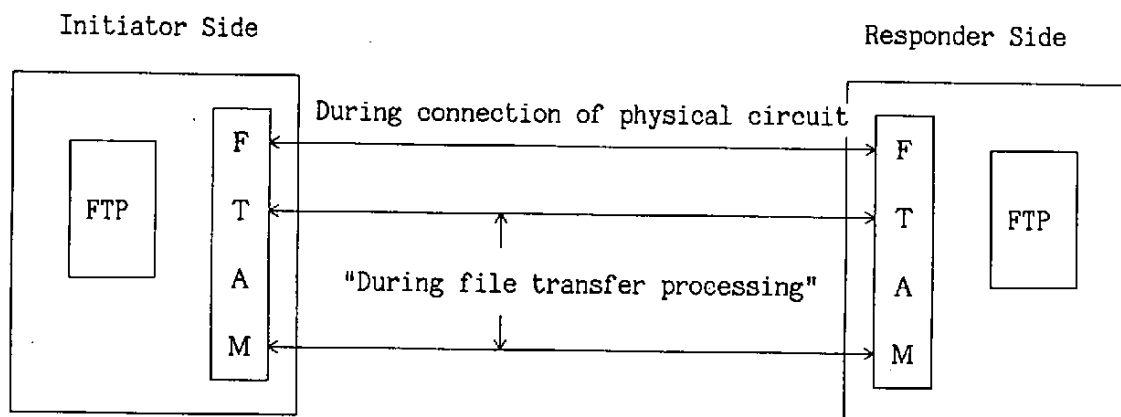 Initiator Side
Responder Side
During connection of physical circuit
F
T
A
M
FTP
"During file transfer processing"
F
T
A
M
FTP